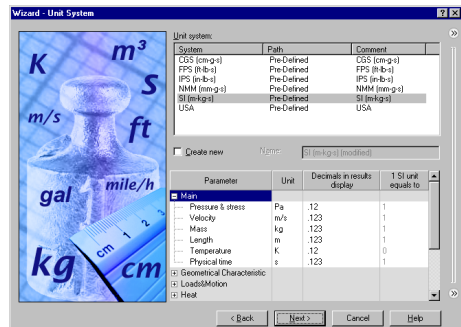 Wizard - Unit System
K
m³
s
m/s
ft
gal
mile/h
kg
cm
cm 1 2 3
Unit system:
System Path Comment
CGS (cm-g-s) Pre-Defined CGS (cm-g-s)
FPS (ft-lb-s) Pre-Defined FPS (ft-lb-s)
IPS (in-lb-s) Pre-Defined IPS (in-lb-s)
NMM (mm-g-s) Pre-Defined NMM (mm-g-s)
SI (m-kg-s) Pre-Defined SI (m-kg-s)
USA Pre-Defined USA
Create new Name: SI (m-kg-s) (modified)
Parameter Unit Decimals in results display 1 SI unit equals to
Main
Pressure & stress Pa .12 1
Velocity m/s .123 1
Mass kg .123 1
Length m .123 1
Temperature K .12 0
Physical time s .123 1
Geometrical Characteristic
Loads&Motion
Heat
< Back Next > Cancel Help